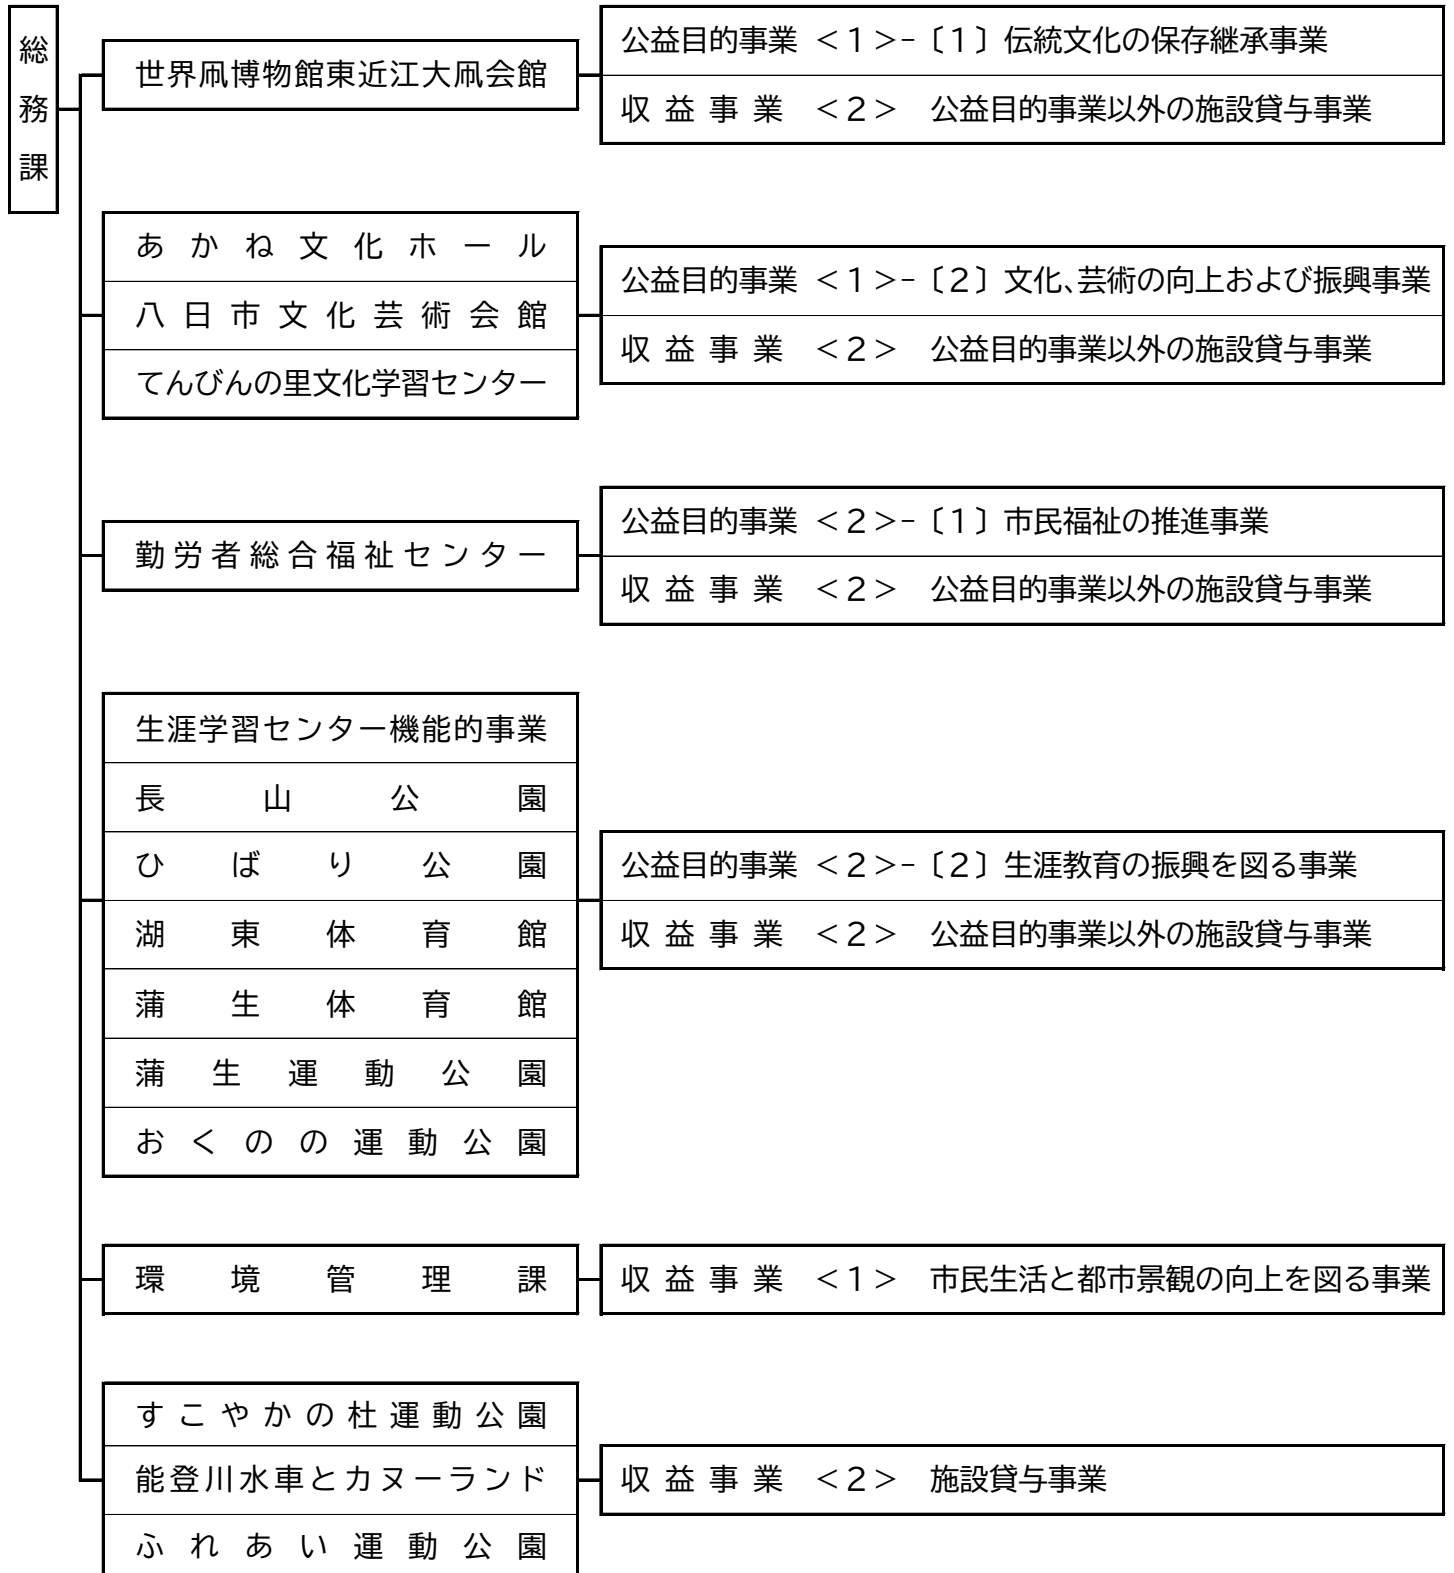 総務課
世界凧博物館東近江大凧会館
公益目的事業 <1>-〔1〕伝統文化の保存継承事業
収益事業 <2> 公益目的事業以外の施設貸与事業
あかね文化ホール
八日市文化芸術会館
てんびんの里文化学習センター
公益目的事業 <1>-〔2〕文化、芸術の向上および振興事業
収益事業 <2> 公益目的事業以外の施設貸与事業
勤労者総合福祉センター
公益目的事業 <2>-〔1〕市民福祉の推進事業
収益事業 <2> 公益目的事業以外の施設貸与事業
生涯学習センター機能的事業
長山公園
ひばり公園
湖東体育館
蒲生体育館
蒲生運動公園
おくのの運動公園
公益目的事業 <2>-〔2〕生涯教育の振興を図る事業
収益事業 <2> 公益目的事業以外の施設貸与事業
環境管理課
収益事業 <1> 市民生活と都市景観の向上を図る事業
すこやかの杜運動公園
能登川水車とカヌーランド
ふれあい運動公園
収益事業 <2> 施設貸与事業